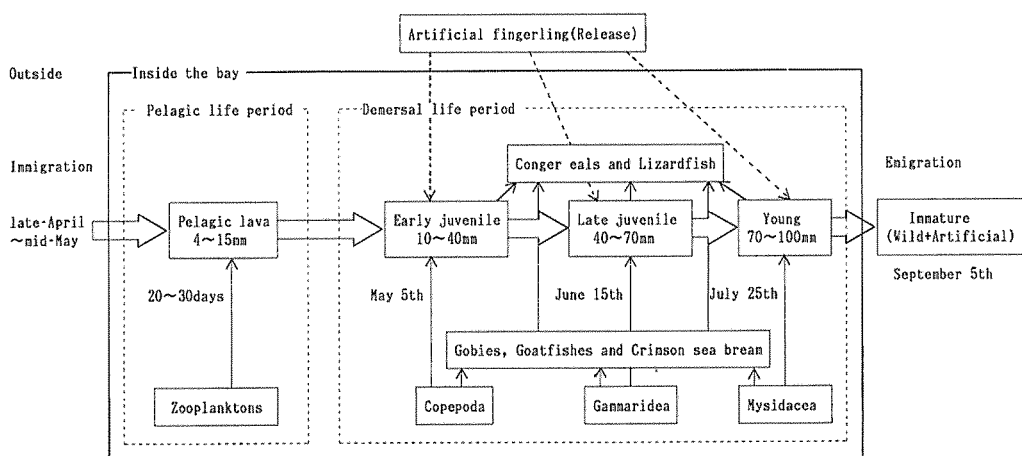 Artificial fingerling(Release)
Outside
Inside the bay
Pelagic life period
Demersal life period
Immigration
Conger eals and Lizardfish
Emigration
late-April
～mid-May
Pelagic lava
4～15mm
Early juvenile
10～40mm
Late juvenile
40～70mm
Young
70～100mm
Immature
(Wild+Artificial)
September 5th
20～30days
May 5th
June 15th
July 25th
Gobies, Goatfishes and Crimson sea bream
Zooplanktons
Copepoda
Gammaridea
Mysidacea